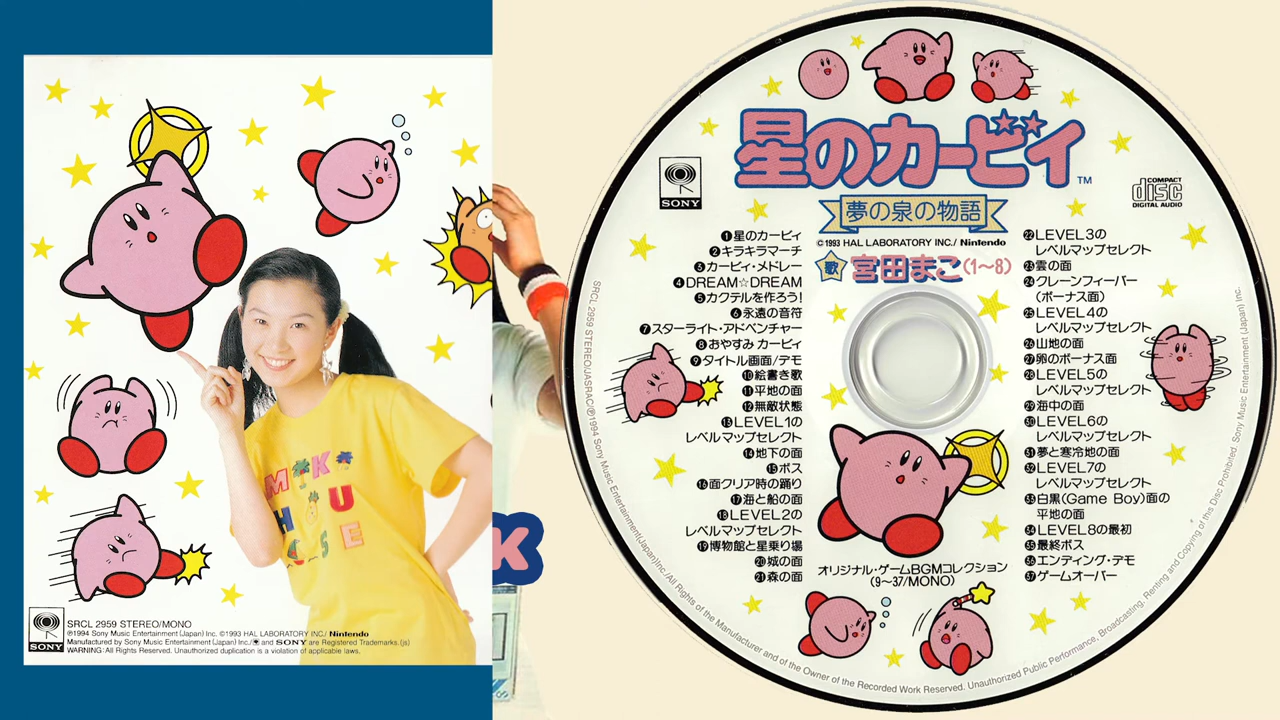 M·K
HOUSE
SONY
SRCL 2959 STEREO/MONO
℗1994 Sony Music Entertainment (Japan) Inc. ©1993 HAL LABORATORY INC./ Nintendo
Manufactured by Sony Music Entertainment (Japan) Inc./ and SONY are Registered Trademarks.(js)
WARNING: All Rights Reserved. Unauthorized duplication is a violation of applicable laws.
K
星のカービィ
TM
夢の泉の物語
©1993 HAL LABORATORY INC./ Nintendo
歌 宮田まこ(1〜8)
SONY
COMPACT
disc
DIGITAL AUDIO
❶星のカービィ
❷キラキラマーチ
❸カービィ・メドレー
❹DREAM☆DREAM
❺カクテルを作ろう!
❻永遠の音符
❼スターライト・アドベンチャー
❽おやすみ カービィ
❾タイトル画面/デモ
❿絵書き歌
⓫平地の面
⓬無敵状態
⓭LEVEL1の
レベルマップセレクト
⓮地下の面
⓯ボス
⓰面クリア時の踊り
⓱海と船の面
⓲LEVEL2の
レベルマップセレクト
⓳博物館と星乗り場
⓴城の面
㉑森の面
㉒LEVEL3の
レベルマップセレクト
㉓雲の面
㉔クレーンフィーバー
(ボーナス面)
㉕LEVEL4の
レベルマップセレクト
㉖山地の面
㉗卵のボーナス面
㉘LEVEL5の
レベルマップセレクト
㉙海中の面
㉚LEVEL6の
レベルマップセレクト
㉛夢と寒冷地の面
㉜LEVEL7の
レベルマップセレクト
㉝白黒(Game Boy)面の
平地の面
㉞LEVEL8の最初
㉟最終ボス
㊱エンディング・デモ
㊲ゲームオーバー
オリジナル・ゲームBGMコレクション
(9〜37/MONO)
SRCL 2959 STEREO/JASRAC/℗1994 Sony Music Entertainment(Japan)Inc./All Rights of the Manufacturer and of the Owner of the Recorded Work Reserved. Unauthorized Public Performance, Broadcasting, Renting and Copying of this Disc Prohibited. Sony Music Entertainment (Japan) Inc.